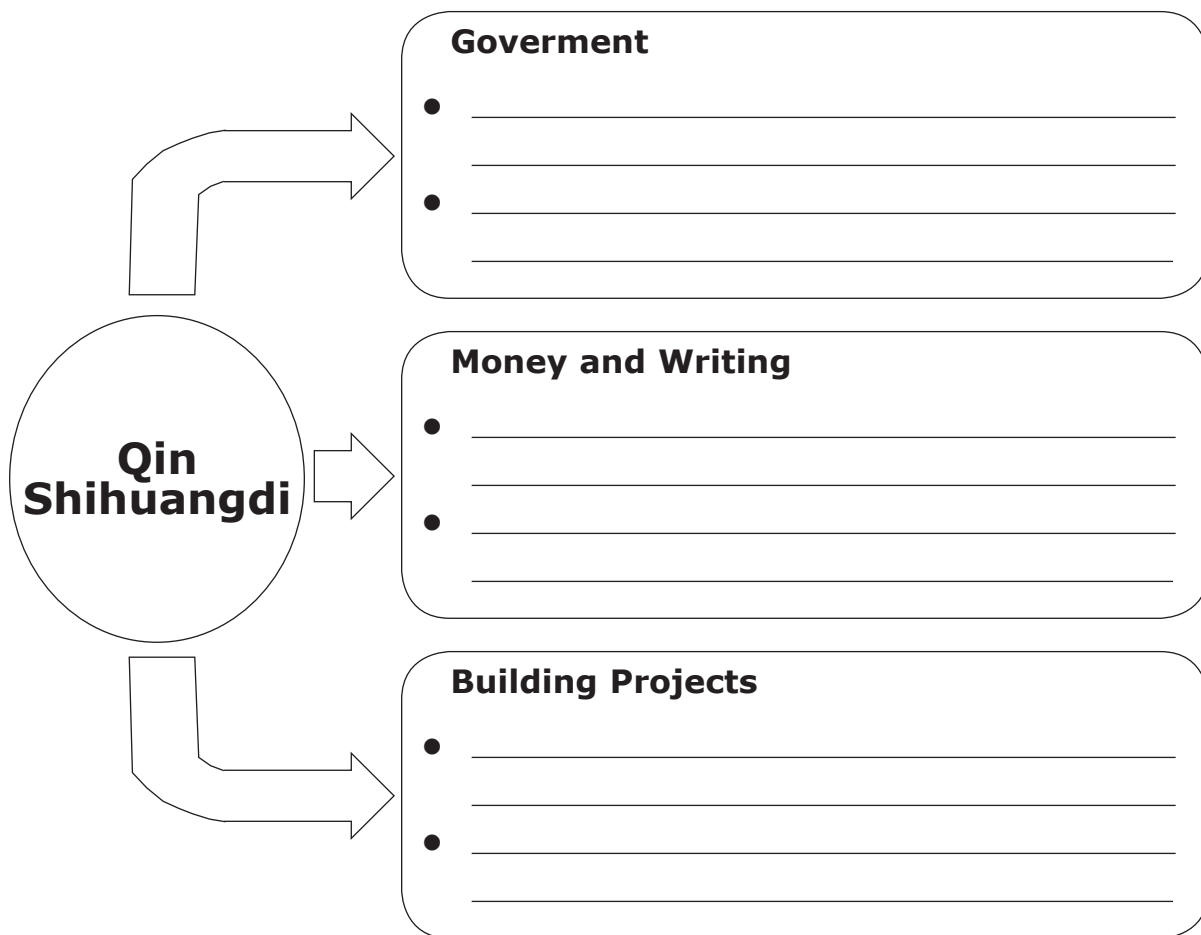 Goverment
Qin
Shihuangdi
Money and Writing
Building Projects